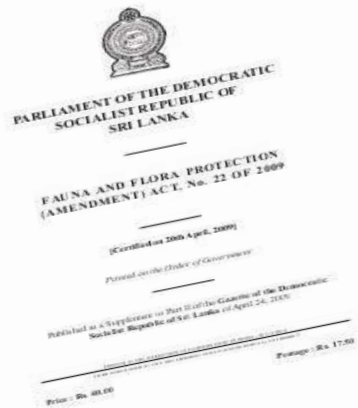 PARLIAMENT OF THE DEMOCRATIC
SOCIALIST REPUBLIC OF
SRI LANKA
FAUNA AND FLORA PROTECTION
(AMENDMENT) ACT, No. 22 OF 2009
[Certified on 20th April, 2009]
Printed on the Order of Government
Published as a Supplement to Part II of the Gazette of the Democratic
Socialist Republic of Sri Lanka of April 24, 2009
Price : Rs. 40.00
Postage : Rs. 17.50